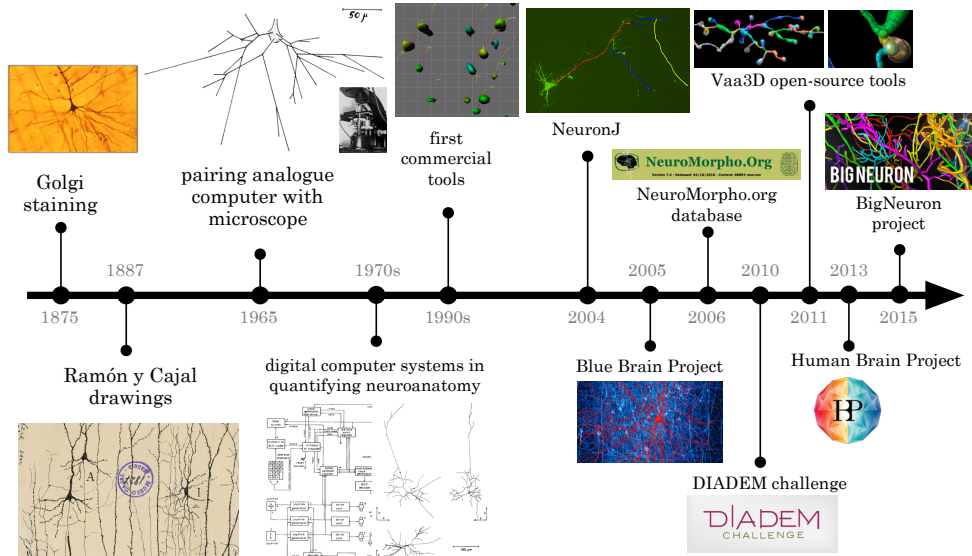 50 μ
Golgi
staining
pairing analogue
computer with
microscope
first
commercial
tools
NeuronJ
NeuroMorpho.Org
NeuroMorpho.org
database
Vaa3D open-source tools
BIGNEURON
BigNeuron
project
1887
1970s
2005
2010
2013
1875
1965
1990s
2004
2006
2011
2015
Ramón y Cajal
drawings
A
digital computer systems in
quantifying neuroanatomy
Blue Brain Project
Human Brain Project
DIADEM challenge
DIADEM
CHALLENGE